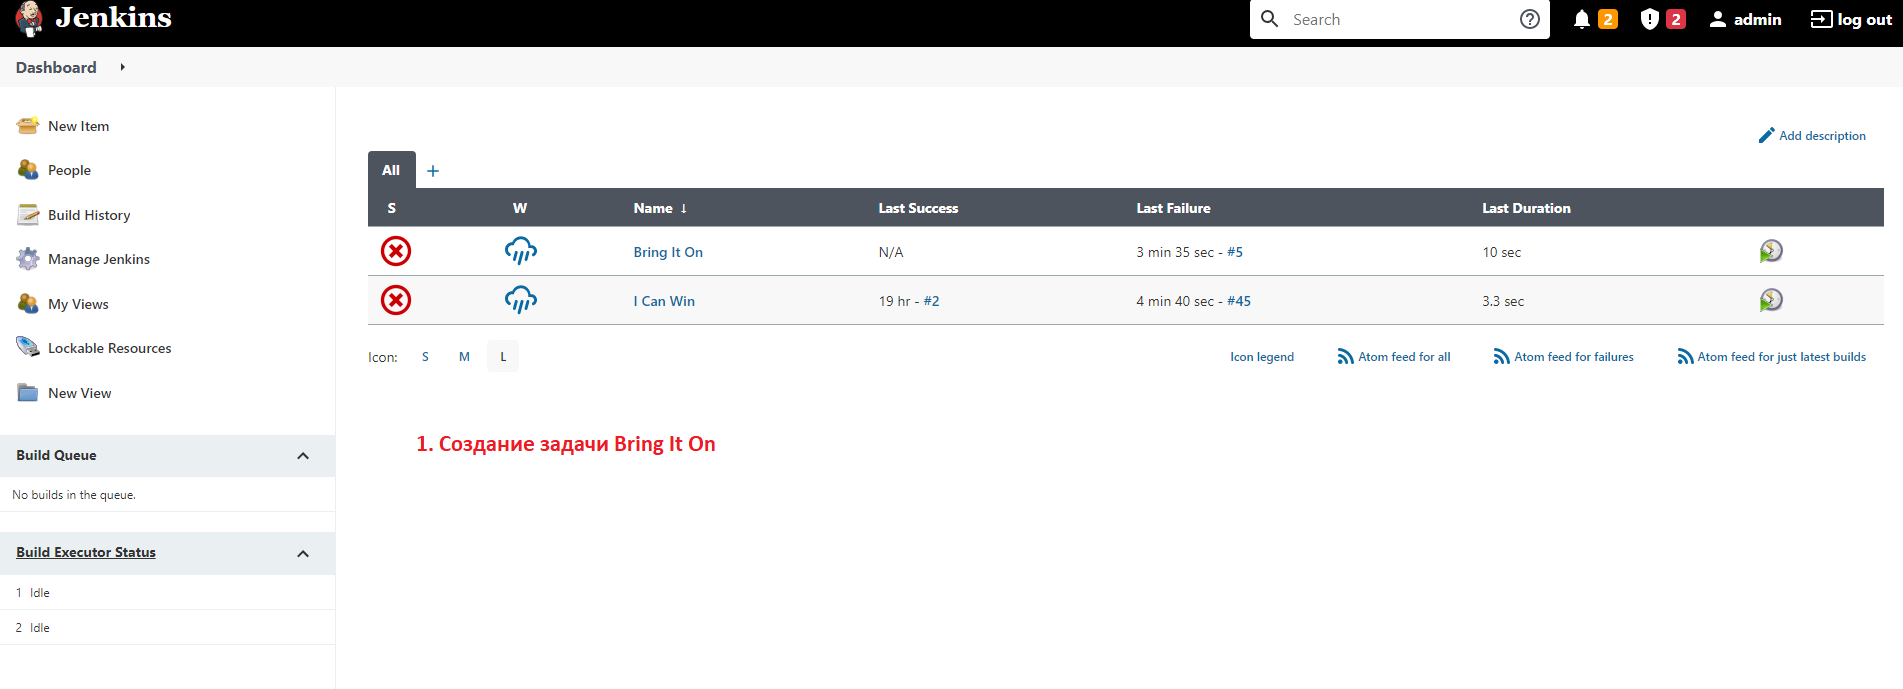 Jenkins
Search
2
2
admin
log out
Dashboard
New Item
People
Build History
Manage Jenkins
My Views
Lockable Resources
New View
Build Queue
No builds in the queue.
Build Executor Status
1 Idle
2 Idle
Add description
All +
S W Name ↓ Last Success Last Failure Last Duration
Bring It On N/A 3 min 35 sec - #5 10 sec
I Can Win 19 hr - #2 4 min 40 sec - #45 3.3 sec
Icon: S M L
Icon legend Atom feed for all Atom feed for failures Atom feed for just latest builds
1. Создание задачи Bring It On